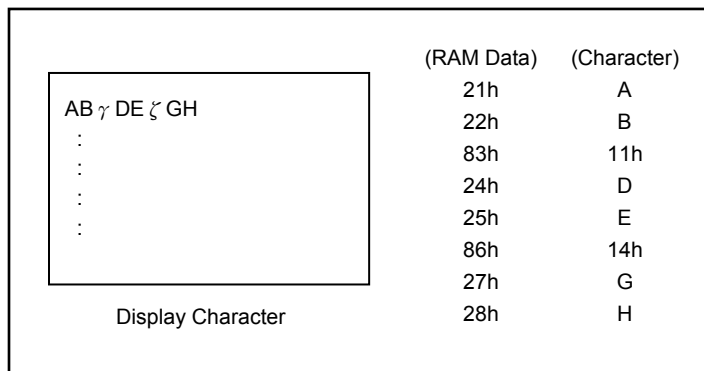 AB γ DE ζ GH
:
:
:
:
Display Character
(RAM Data) (Character)
21h A
22h B
83h 11h
24h D
25h E
86h 14h
27h G
28h H